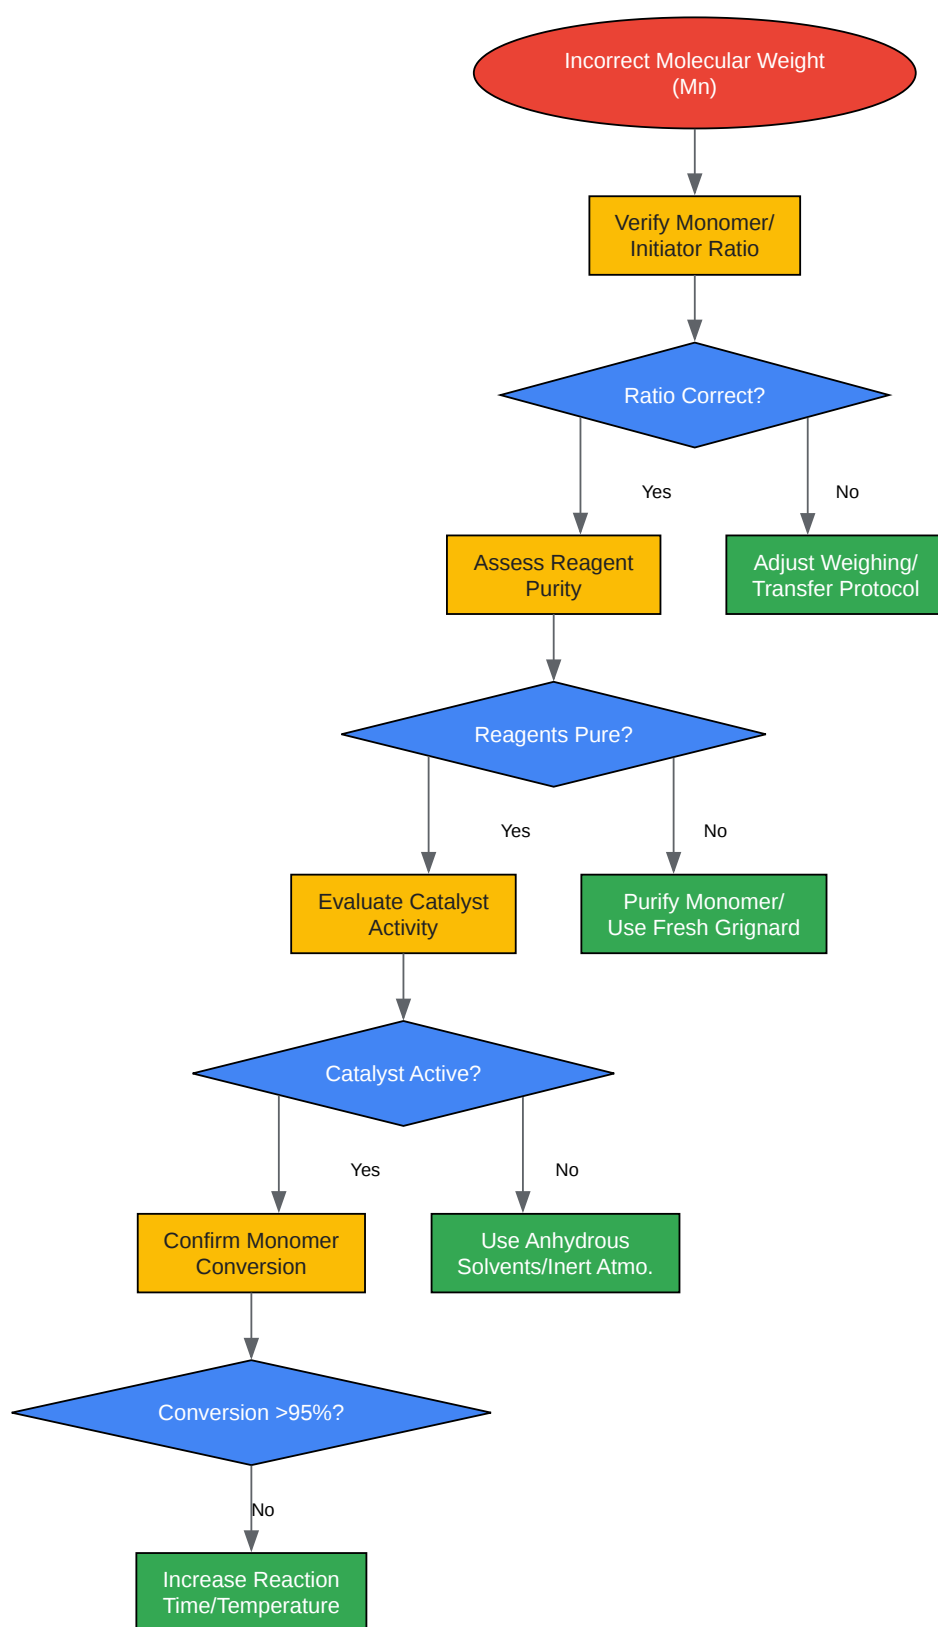 Incorrect Molecular Weight
(Mn)
Verify Monomer/
Initiator Ratio
Ratio Correct?
Yes
No
Assess Reagent
Purity
Adjust Weighing/
Transfer Protocol
Reagents Pure?
Yes
No
Evaluate Catalyst
Activity
Purify Monomer/
Use Fresh Grignard
Catalyst Active?
Yes
No
Confirm Monomer
Conversion
Use Anhydrous
Solvents/Inert Atmo.
Conversion >95%?
No
Increase Reaction
Time/Temperature